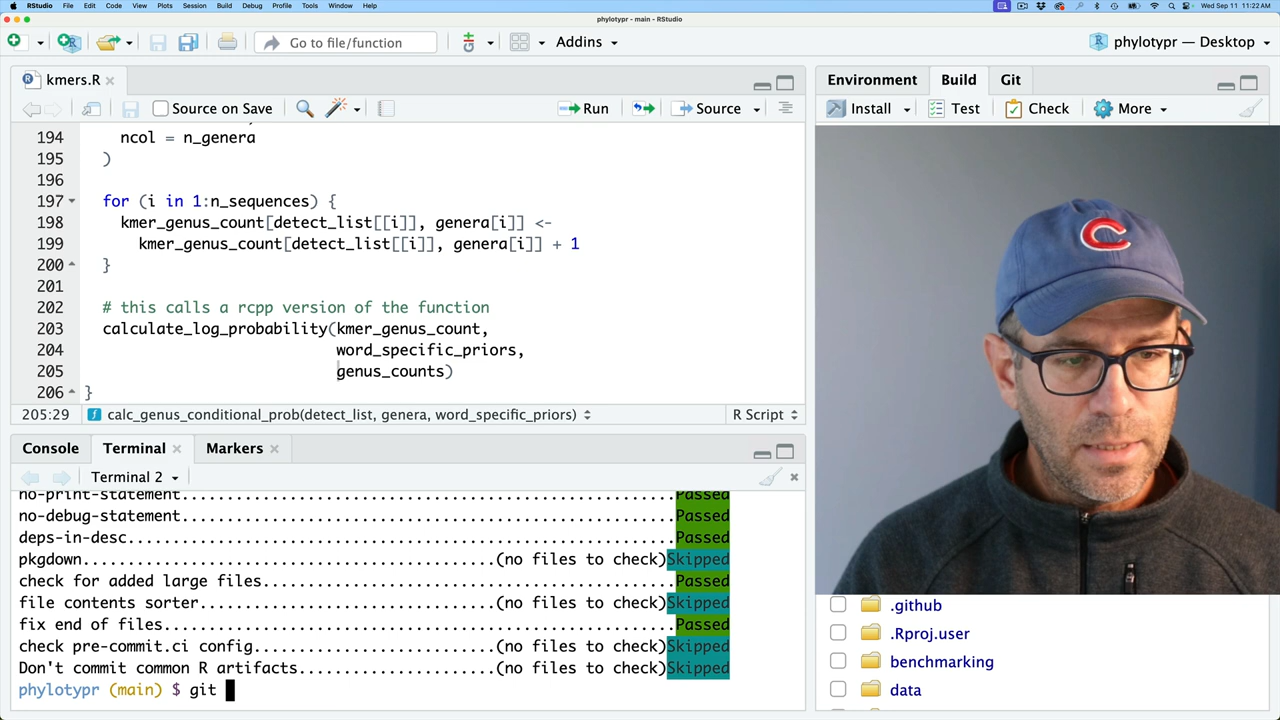 RStudio File Edit Code View Plots Session Build Debug Profile Tools Window Help Wed Sep 11 11:22 AM
phylotypr - main - RStudio
Go to file/function Addins phylotypr — Desktop
kmers.R
Source on Save Run Source
194 ncol = n_genera
195 )
196
197 for (i in 1:n_sequences) {
198 kmer_genus_count[detect_list[[i]], genera[i]] <-
199 kmer_genus_count[detect_list[[i]], genera[i]] + 1
200 }
201
202 # this calls a rcpp version of the function
203 calculate_log_probability(kmer_genus_count,
204 word_specific_priors,
205 genus_counts)
206 }
205:29 calc_genus_conditional_prob(detect_list, genera, word_specific_priors) R Script
Console Terminal Markers
Terminal 2
no-print-statement.......................................................Passed
no-debug-statement.......................................................Passed
deps-in-desc.............................................................Passed
pkgdown..............................................(no files to check)Skipped
check for added large files..............................................Passed
file contents sorter.................................(no files to check)Skipped
fix end of files.........................................................Passed
check pre-commit.ci config...........................(no files to check)Skipped
Don't commit common R artifacts......................(no files to check)Skipped
phylotypr (main) $ git
Environment Build Git
Install Test Check More
C
.github
.Rproj.user
benchmarking
data